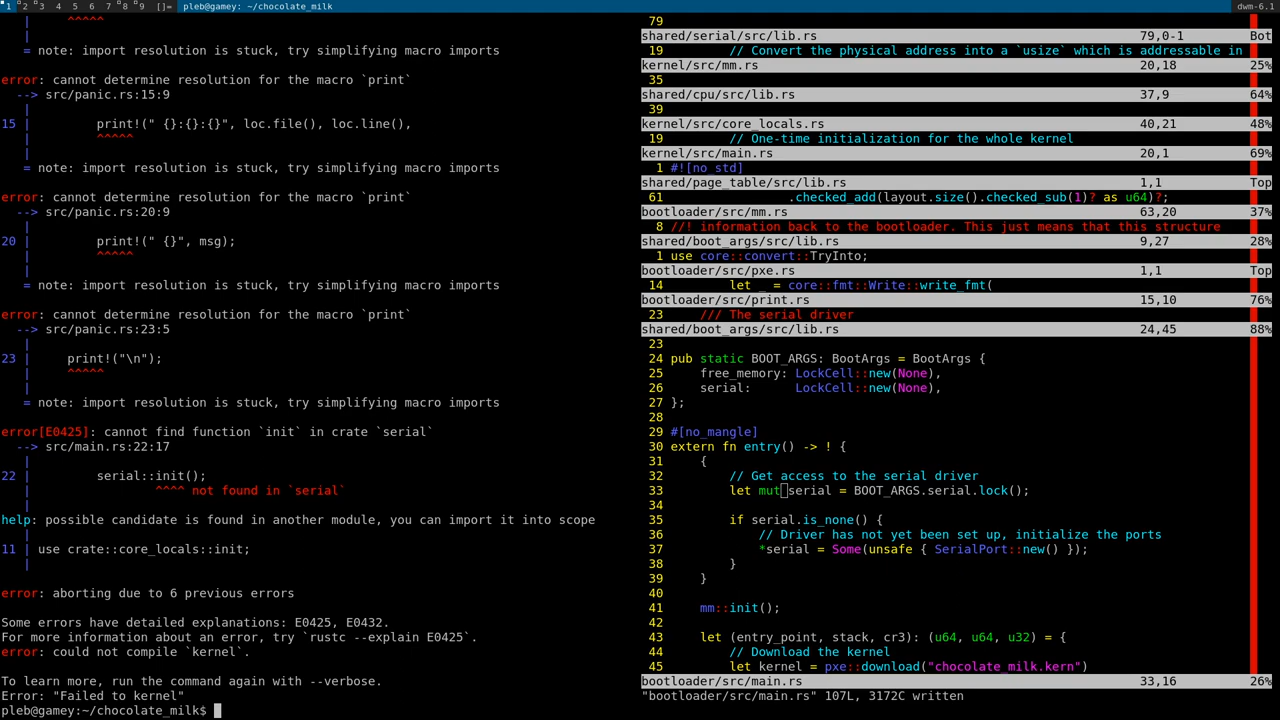 1 2 3 4 5 6 7 8 9 []= pleb@gamey: ~/chocolate_milk dwm-6.1
| ^^^^^
|
= note: import resolution is stuck, try simplifying macro imports
error: cannot determine resolution for the macro `print`
--> src/panic.rs:15:9
|
15 | print!(" {}:{}:{}", loc.file(), loc.line(),
| ^^^^^
|
= note: import resolution is stuck, try simplifying macro imports
error: cannot determine resolution for the macro `print`
--> src/panic.rs:20:9
|
20 | print!(" {}", msg);
| ^^^^^
|
= note: import resolution is stuck, try simplifying macro imports
error: cannot determine resolution for the macro `print`
--> src/panic.rs:23:5
|
23 | print!("\n");
| ^^^^^
|
= note: import resolution is stuck, try simplifying macro imports
error[E0425]: cannot find function `init` in crate `serial`
--> src/main.rs:22:17
|
22 | serial::init();
| ^^^^ not found in `serial`
|
help: possible candidate is found in another module, you can import it into scope
|
11 | use crate::core_locals::init;
|
error: aborting due to 6 previous errors
Some errors have detailed explanations: E0425, E0432.
For more information about an error, try `rustc --explain E0425`.
error: could not compile `kernel`.
To learn more, run the command again with --verbose.
Error: "Failed to kernel"
pleb@gamey:~/chocolate_milk$
79
shared/serial/src/lib.rs 79,0-1 Bot
19 // Convert the physical address into a `usize` which is addressable in
kernel/src/mm.rs 20,18 25%
35
shared/cpu/src/lib.rs 37,9 64%
39
kernel/src/core_locals.rs 40,21 48%
19 // One-time initialization for the whole kernel
kernel/src/main.rs 20,1 69%
1 #![no_std]
shared/page_table/src/lib.rs 1,1 Top
61 .checked_add(layout.size().checked_sub(1)? as u64)?;
bootloader/src/mm.rs 63,20 37%
8 //! information back to the bootloader. This just means that this structure
shared/boot_args/src/lib.rs 9,27 28%
1 use core::convert::TryInto;
bootloader/src/pxe.rs 1,1 Top
14 let _ = core::fmt::Write::write_fmt(
bootloader/src/print.rs 15,10 76%
23 /// The serial driver
shared/boot_args/src/lib.rs 24,45 88%
23
24 pub static BOOT_ARGS: BootArgs = BootArgs {
25 free_memory: LockCell::new(None),
26 serial: LockCell::new(None),
27 };
28
29 #[no_mangle]
30 extern fn entry() -> ! {
31 {
32 // Get access to the serial driver
33 let mut serial = BOOT_ARGS.serial.lock();
34
35 if serial.is_none() {
36 // Driver has not yet been set up, initialize the ports
37 *serial = Some(unsafe { SerialPort::new() });
38 }
39 }
40
41 mm::init();
42
43 let (entry_point, stack, cr3): (u64, u64, u32) = {
44 // Download the kernel
45 let kernel = pxe::download("chocolate_milk.kern")
bootloader/src/main.rs 33,16 26%
"bootloader/src/main.rs" 107L, 3172C written